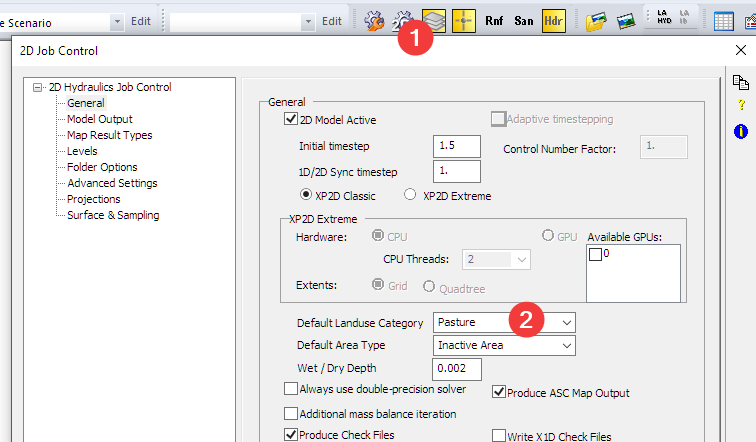 e Scenario Edit Edit Rnf San Hdr LA HYD LA ID
1
2D Job Control
2D Hydraulics Job Control
General
Model Output
Map Result Types
Levels
Folder Options
Advanced Settings
Projections
Surface & Sampling
General
2D Model Active Adaptive timestepping
Initial timestep 1.5 Control Number Factor: 1.
1D/2D Sync timestep 1.
XP2D Classic XP2D Extreme
XP2D Extreme
Hardware: CPU GPU Available GPUs:
0
CPU Threads: 2
Extents: Grid Quadtree
Default Landuse Category Pasture 2
Default Area Type Inactive Area
Wet / Dry Depth 0.002
Always use double-precision solver Produce ASC Map Output
Additional mass balance iteration
Produce Check Files Write X1D Check Files